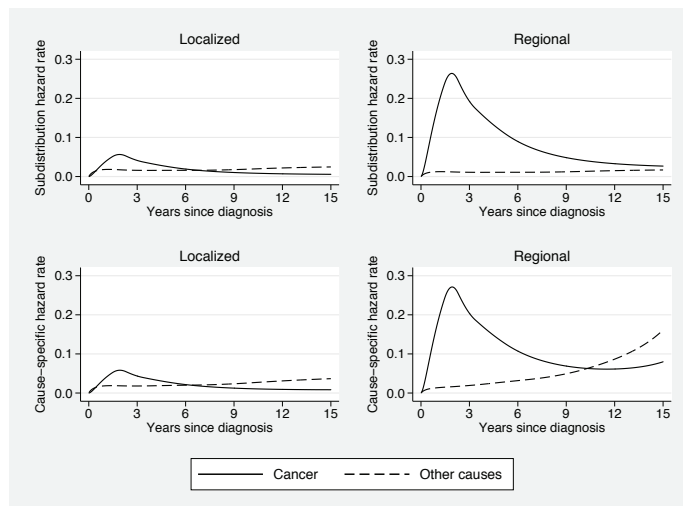 Localized
Regional
Subdistribution hazard rate
0.3
0.2
0.1
0.0
0 3 6 9 12 15
Years since diagnosis
Subdistribution hazard rate
0.3
0.2
0.1
0.0
0 3 6 9 12 15
Years since diagnosis
Localized
Regional
Cause-specific hazard rate
0.3
0.2
0.1
0.0
0 3 6 9 12 15
Years since diagnosis
Cause-specific hazard rate
0.3
0.2
0.1
0.0
0 3 6 9 12 15
Years since diagnosis
Cancer Other causes